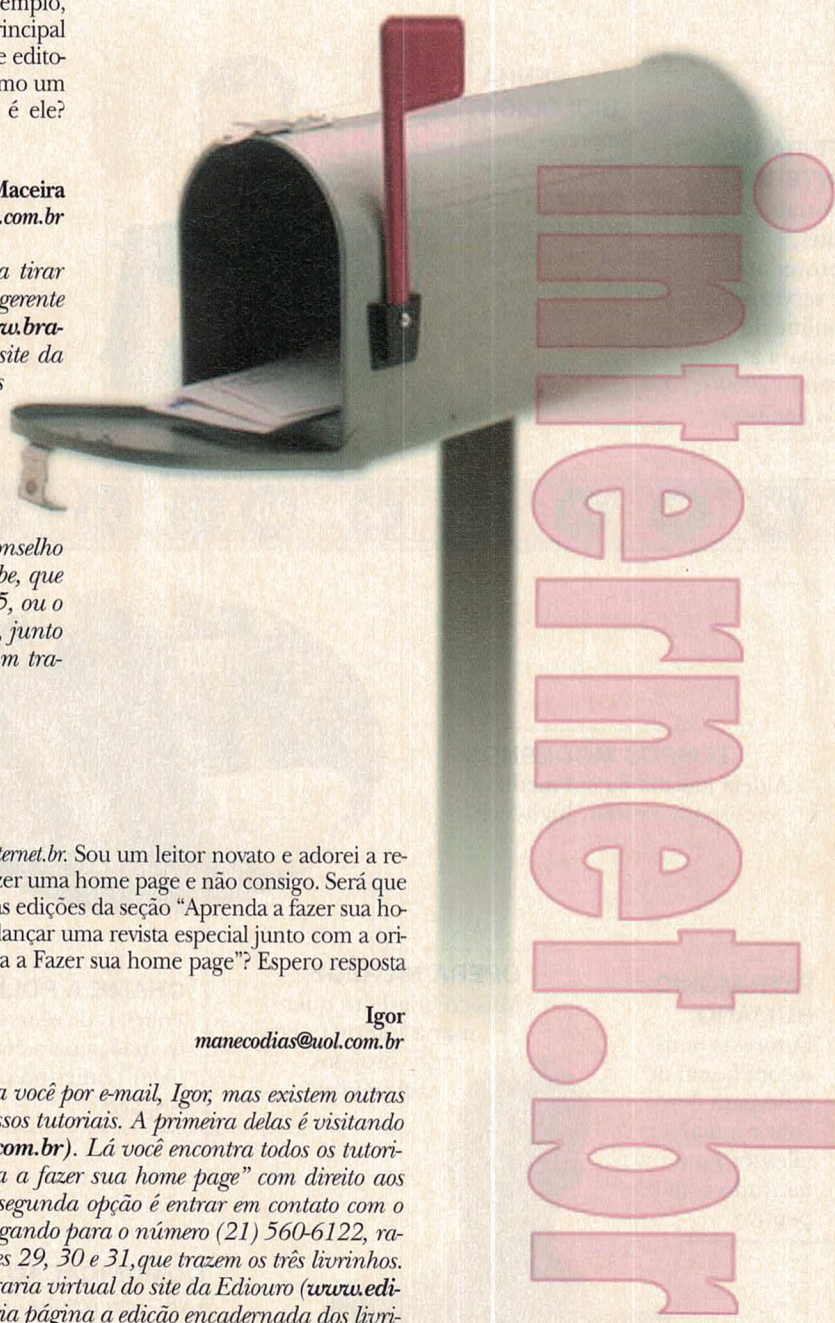 emplo,
rincipal
e edito-
mo um
é ele?
Maceira
.com.br
a tirar
gerente
w.bra-
site da
s
onselho
be, que
5, ou o
, junto
m tra-
ternet.br. Sou um leitor novato e adorei a re-
zer uma home page e não consigo. Será que
as edições da seção “Aprenda a fazer sua ho-
lançar uma revista especial junto com a ori-
a a Fazer sua home page”? Espero resposta
Igor
manecodias@uol.com.br
a você por e-mail, Igor, mas existem outras
ssos tutoriais. A primeira delas é visitando
com.br). Lá você encontra todos os tutori-
a a fazer sua home page” com direito aos
segunda opção é entrar em contato com o
gando para o número (21) 560-6122, ra-
es 29, 30 e 31,que trazem os três livrinhos.
raria virtual do site da Ediouro (www.edi-
ria página a edição encadernada dos livri-
internet.br